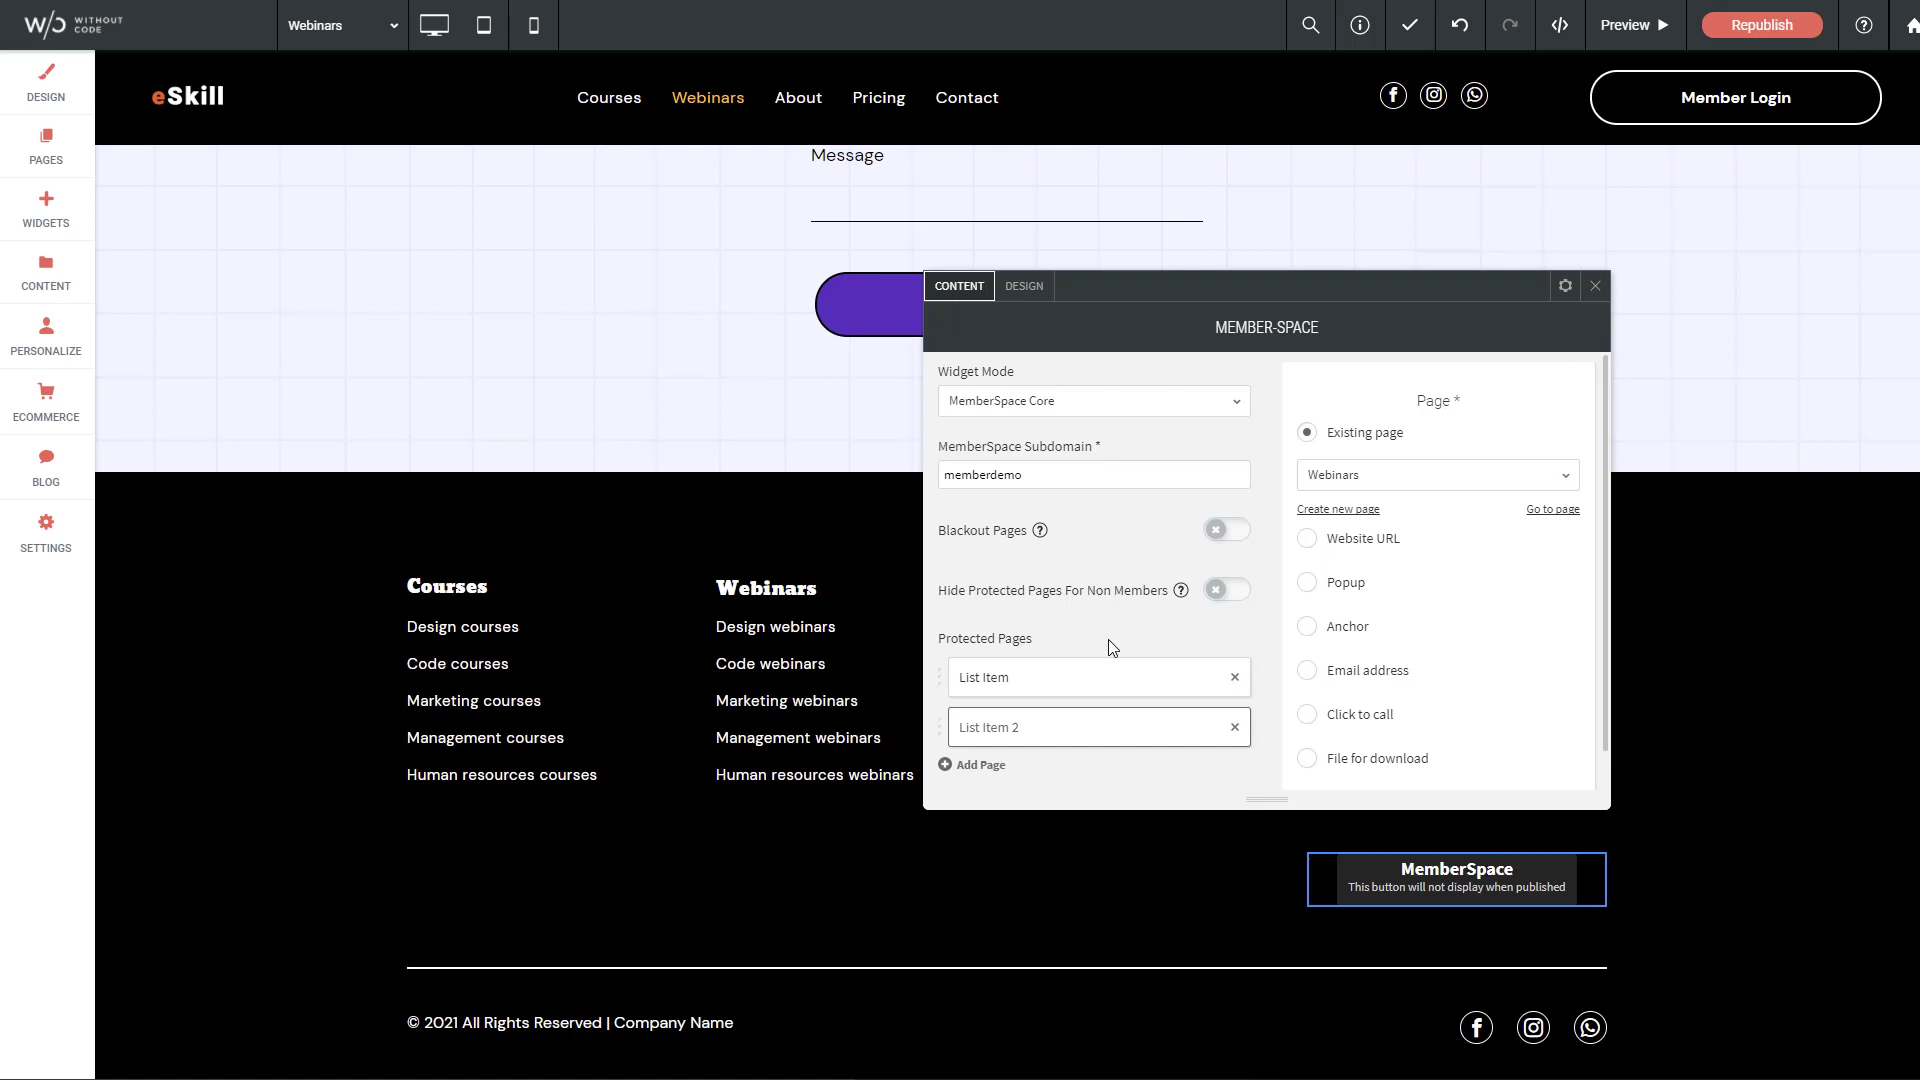 W/O WITHOUT CODE
Webinars
Preview
Republish
DESIGN
PAGES
WIDGETS
CONTENT
PERSONALIZE
ECOMMERCE
BLOG
SETTINGS
eSkill
Courses
Webinars
About
Pricing
Contact
Member Login
Message
CONTENT
DESIGN
MEMBER-SPACE
Widget Mode
MemberSpace Core
MemberSpace Subdomain *
memberdemo
Blackout Pages
Hide Protected Pages For Non Members
Protected Pages
List Item
List Item 2
Add Page
Page *
Existing page
Webinars
Create new page
Go to page
Website URL
Popup
Anchor
Email address
Click to call
File for download
Courses
Design courses
Code courses
Marketing courses
Management courses
Human resources courses
Webinars
Design webinars
Code webinars
Marketing webinars
Management webinars
Human resources webinars
MemberSpace
This button will not display when published
© 2021 All Rights Reserved | Company Name